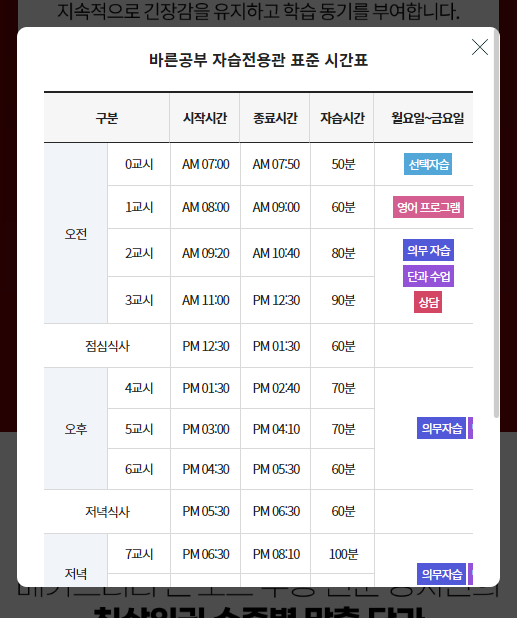 지속적으로 긴장감을 유지하고 학습 동기를 부여합니다.
바른공부 자습전용관 표준 시간표
구분 시작시간 종료시간 자습시간 월요일~금요일
오전
0교시 AM 07:00 AM 07:50 50분 선택자습
1교시 AM 08:00 AM 09:00 60분 영어 프로그램
2교시 AM 09:20 AM 10:40 80분 의무 자습
단과 수업
3교시 AM 11:00 PM 12:30 90분 상담
점심식사 PM 12:30 PM 01:30 60분
오후
4교시 PM 01:30 PM 02:40 70분
5교시 PM 03:00 PM 04:10 70분 의무자습
6교시 PM 04:30 PM 05:30 60분
저녁식사 PM 05:30 PM 06:30 60분
저녁
7교시 PM 06:30 PM 08:10 100분
의무자습